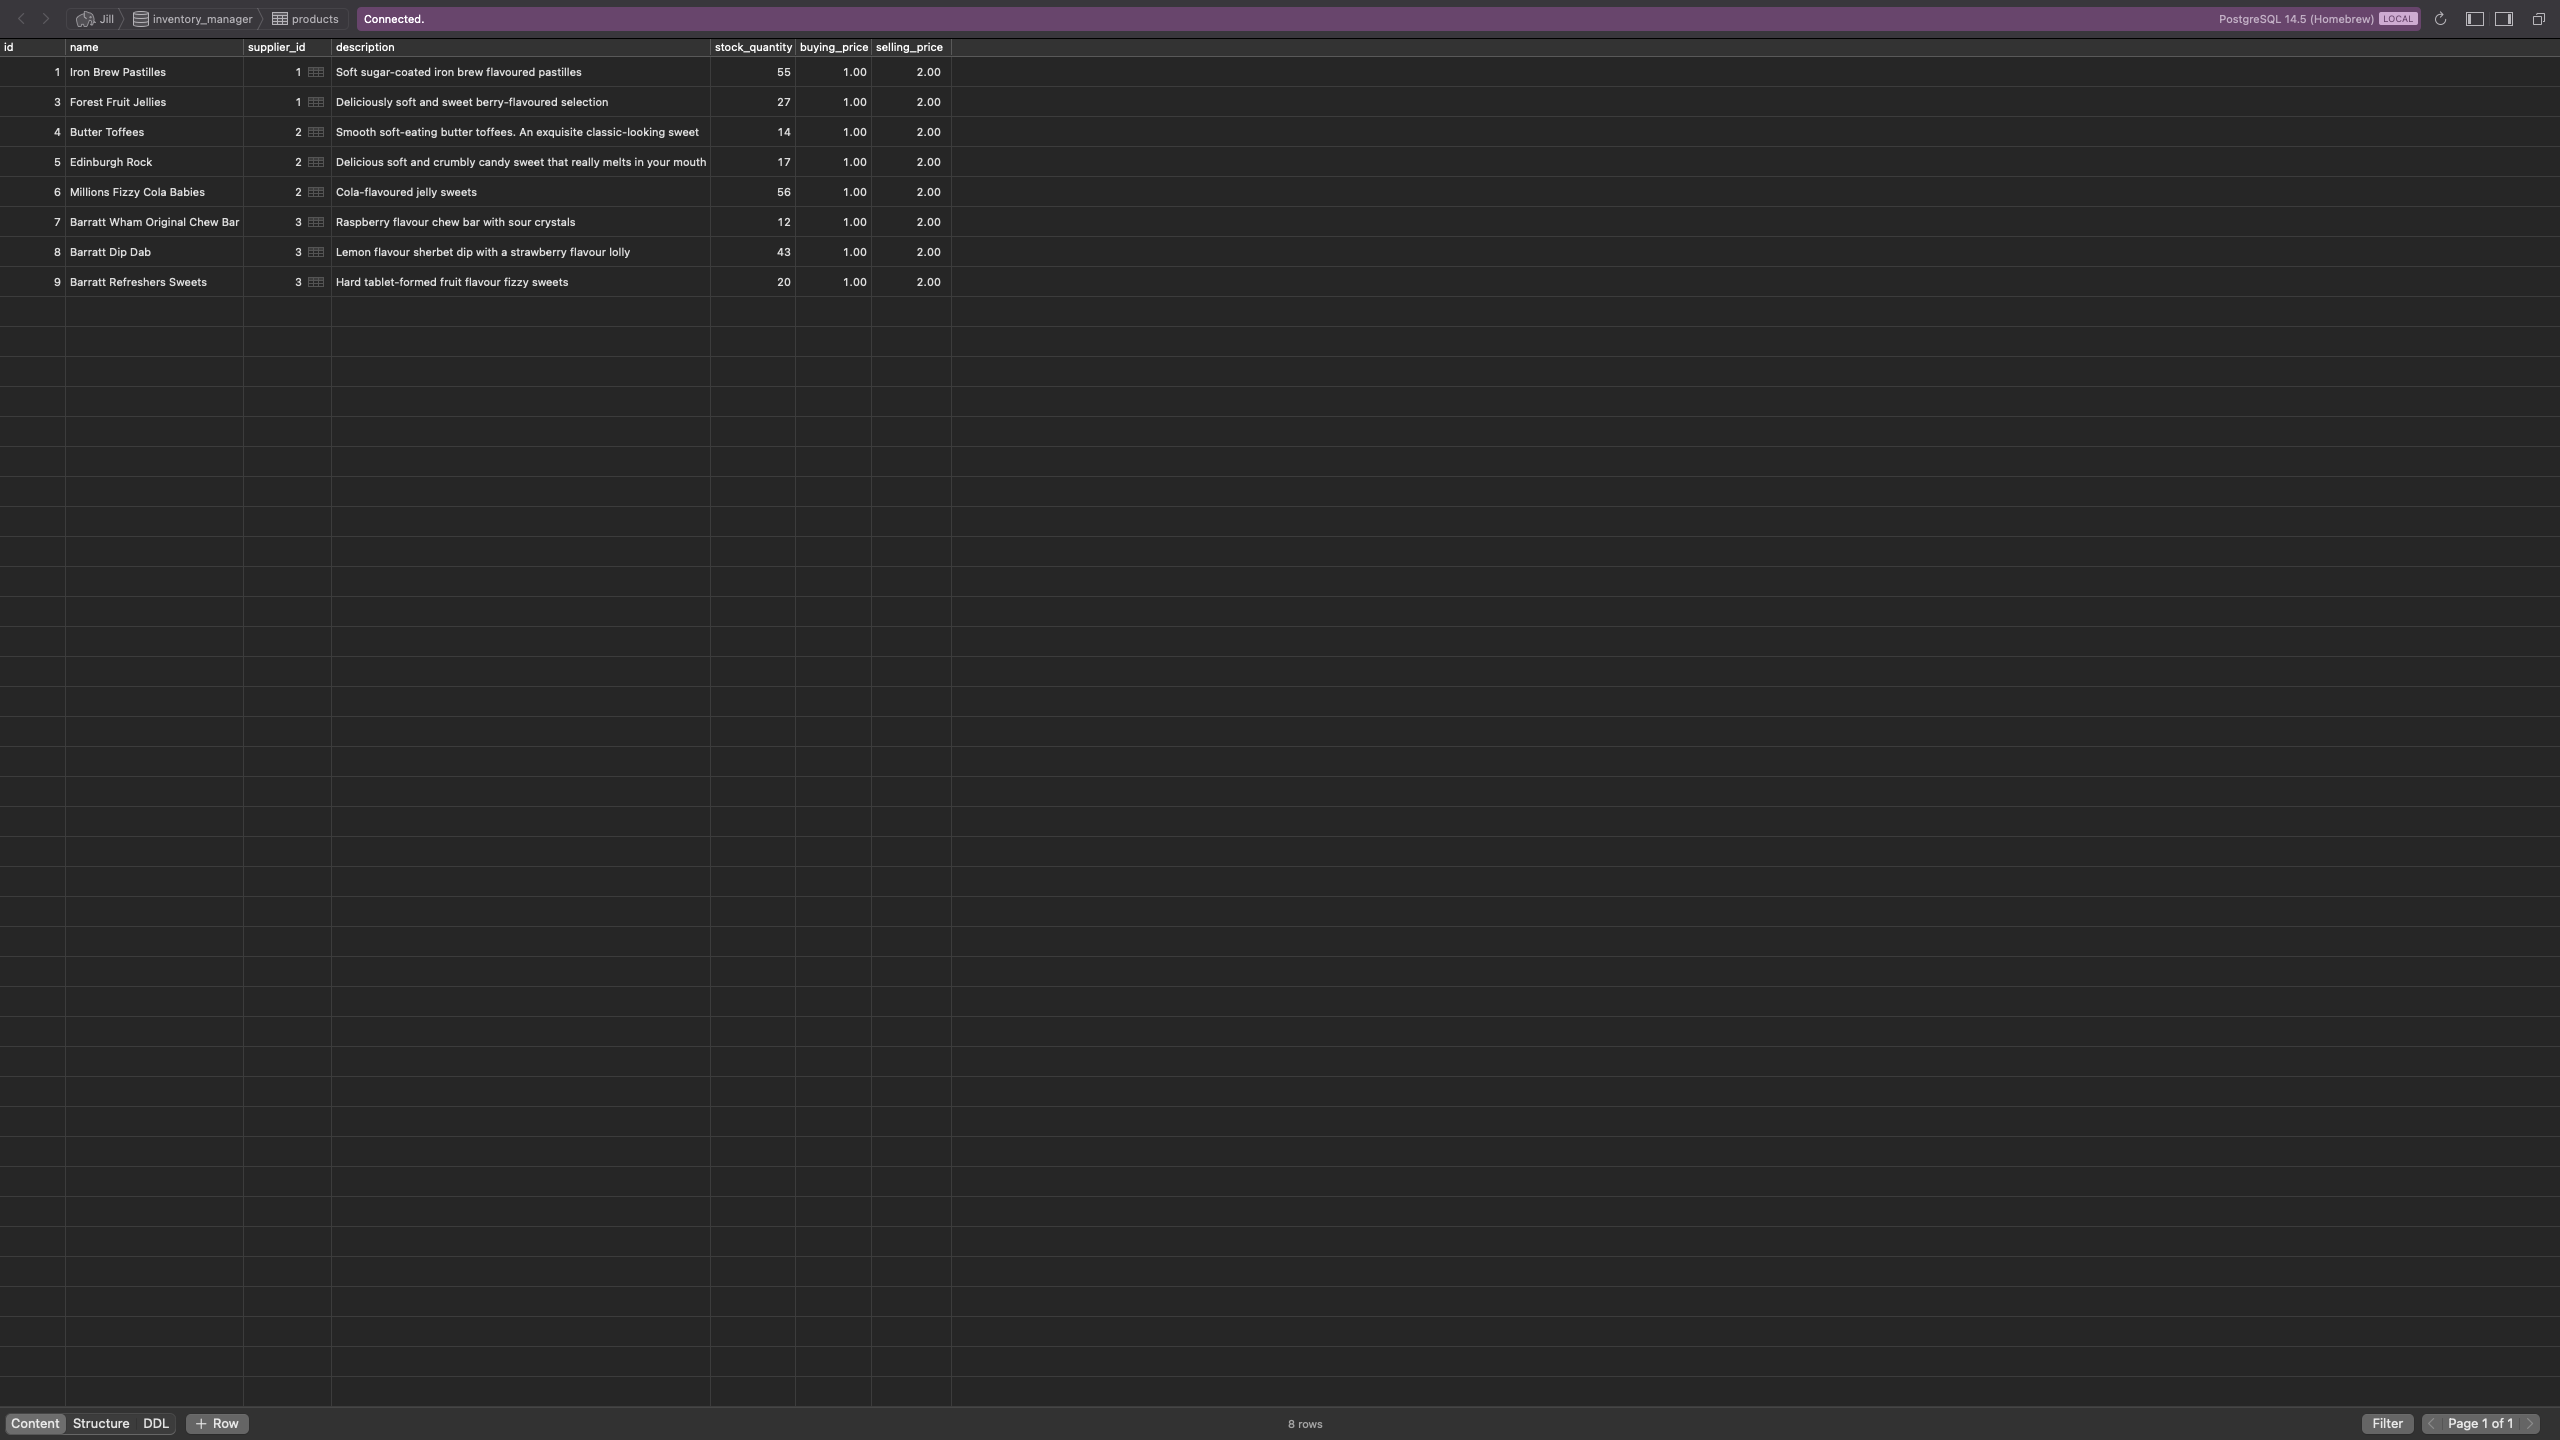 Jill inventory_manager products Connected. PostgreSQL 14.5 (Homebrew) LOCAL
id name supplier_id description stock_quantity buying_price selling_price
1 Iron Brew Pastilles 1 Soft sugar-coated iron brew flavoured pastilles 55 1.00 2.00
3 Forest Fruit Jellies 1 Deliciously soft and sweet berry-flavoured selection 27 1.00 2.00
4 Butter Toffees 2 Smooth soft-eating butter toffees. An exquisite classic-looking sweet 14 1.00 2.00
5 Edinburgh Rock 2 Delicious soft and crumbly candy sweet that really melts in your mouth 17 1.00 2.00
6 Millions Fizzy Cola Babies 2 Cola-flavoured jelly sweets 56 1.00 2.00
7 Barratt Wham Original Chew Bar 3 Raspberry flavour chew bar with sour crystals 12 1.00 2.00
8 Barratt Dip Dab 3 Lemon flavour sherbet dip with a strawberry flavour lolly 43 1.00 2.00
9 Barratt Refreshers Sweets 3 Hard tablet-formed fruit flavour fizzy sweets 20 1.00 2.00
Content Structure DDL + Row 8 rows Filter Page 1 of 1